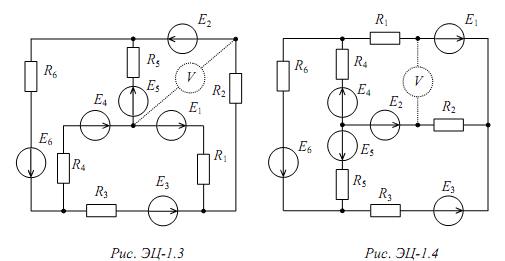 E₂
R₅
R₆
V
R₂
E₅
E₄
E₁
E₆
R₄
R₁
R₃
E₃
Рис. ЭЦ-1.3
R₁
E₁
R₄
R₆
V
E₄
E₂
R₂
E₆
E₅
R₅
R₃
E₃
Рис. ЭЦ-1.4